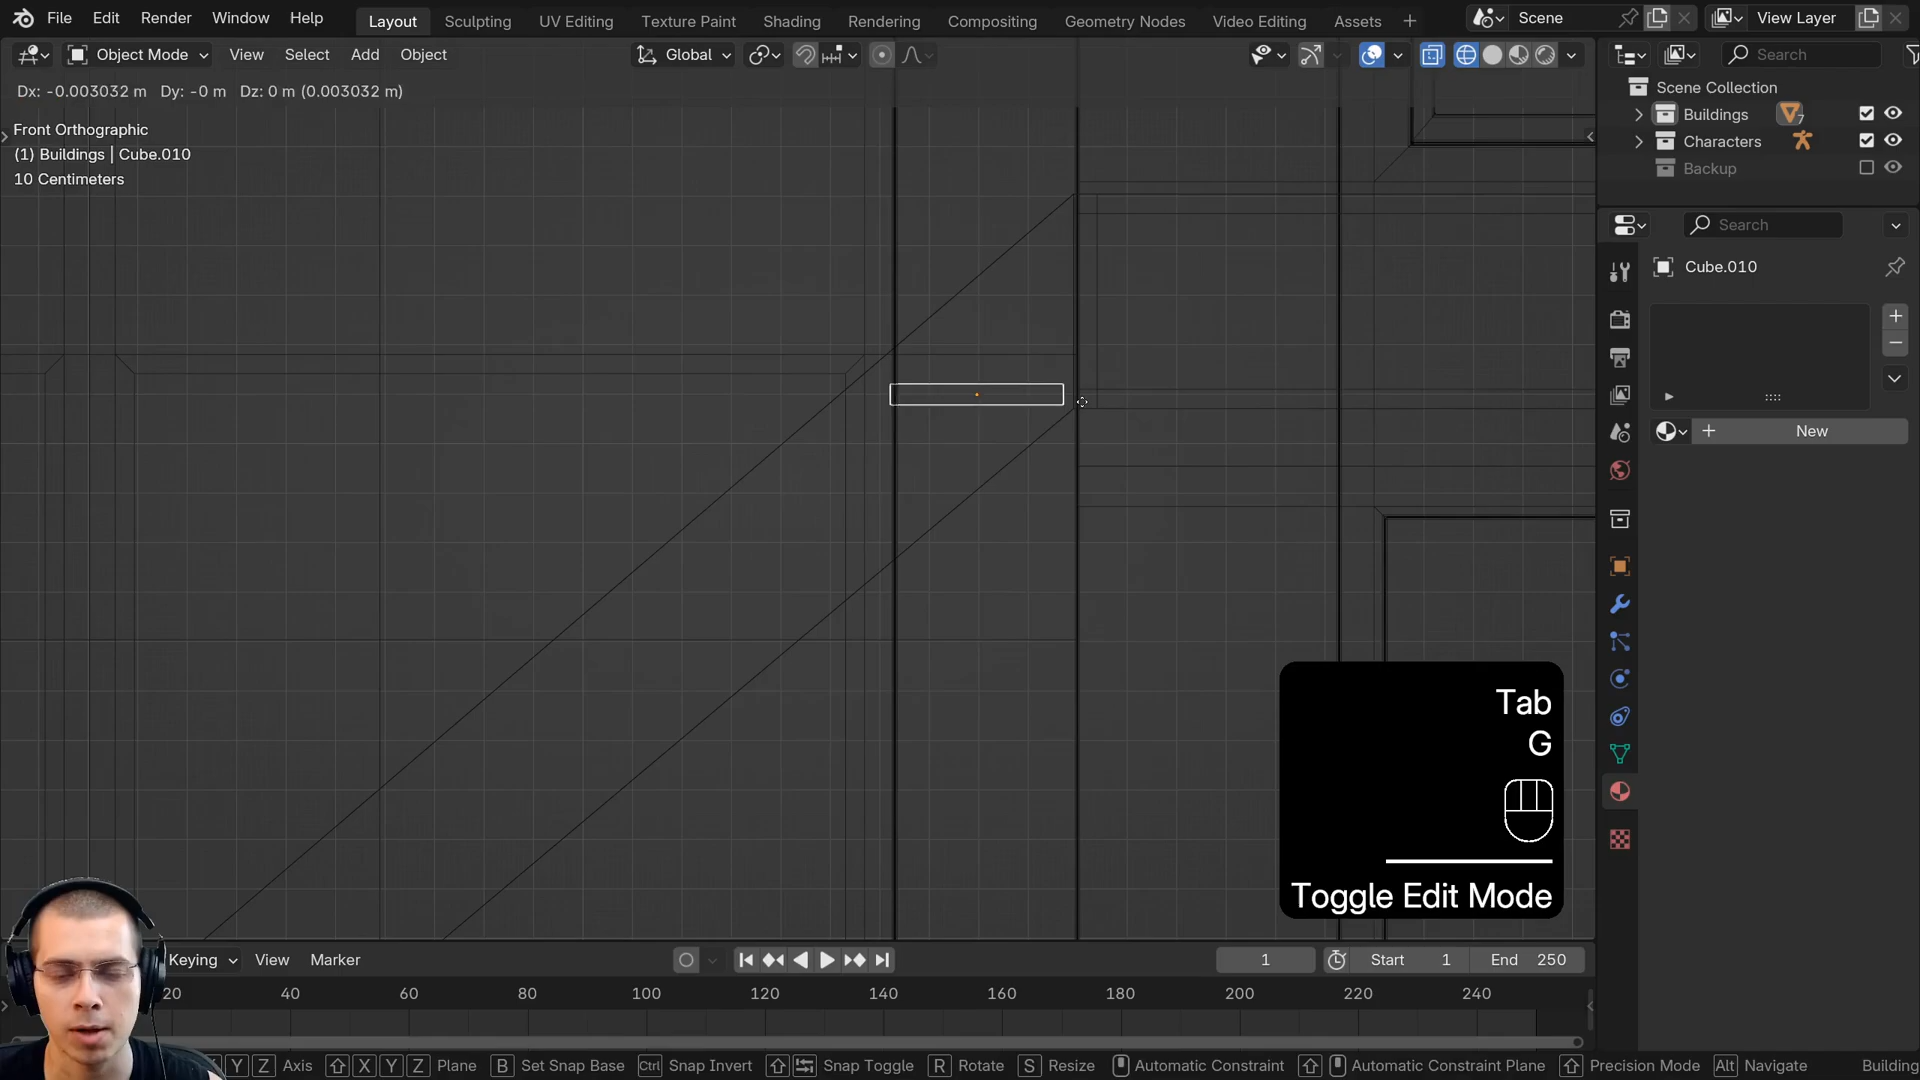 File Edit Render Window Help Layout Sculpting UV Editing Texture Paint Shading Rendering Compositing Geometry Nodes Video Editing Assets + Scene View Layer
Object Mode View Select Add Object Global Search
Dx: -0.003032 m Dy: -0 m Dz: 0 m (0.003032 m)
Scene Collection
Buildings 7
Characters
Backup
Front Orthographic
(1) Buildings | Cube.010
10 Centimeters
Search
Cube.010
New
Tab
G
Toggle Edit Mode
Keying View Marker 1 Start 1 End 250
20 40 60 80 100 120 140 160 180 200 220 240
Y Z Axis X Y Z Plane B Set Snap Base Ctrl Snap Invert Snap Toggle R Rotate S Resize Automatic Constraint Automatic Constraint Plane Precision Mode Alt Navigate Building